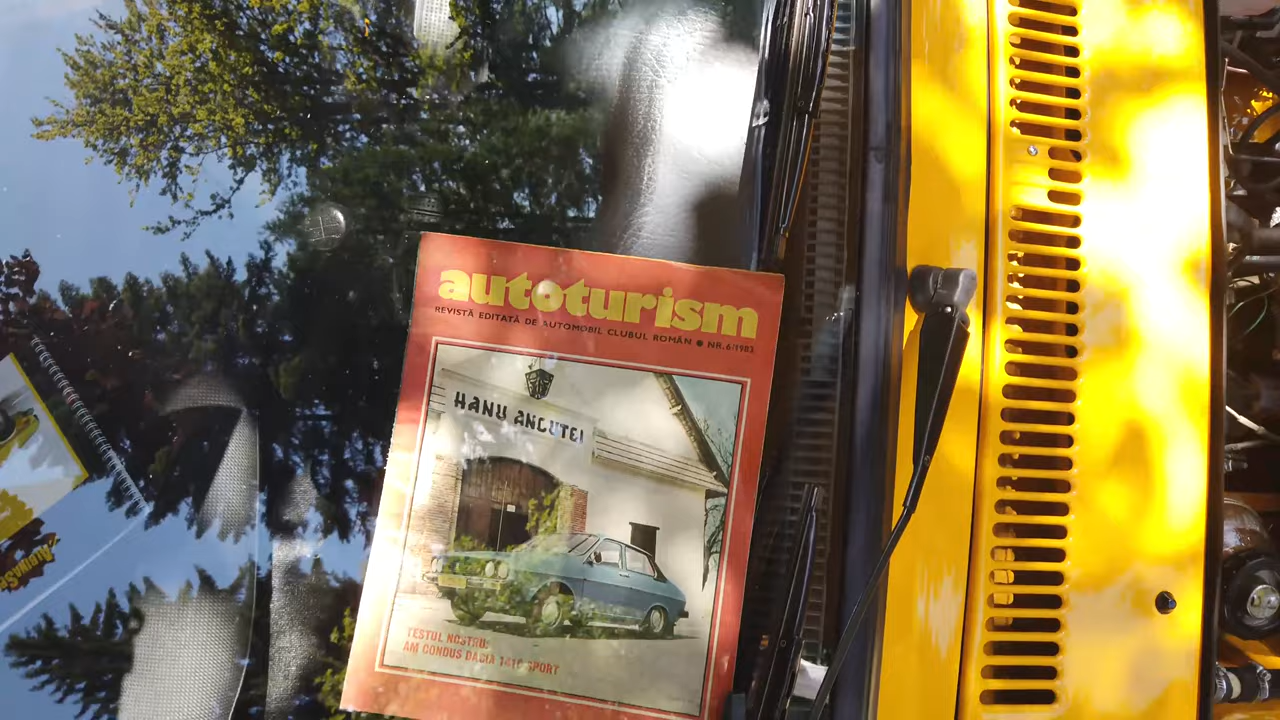 autoturism
REVISTĂ EDITATĂ DE AUTOMOBIL CLUBUL ROMÂN ● NR. 6/1983
HANU ANCUTEI
TESTUL NOSTRU:
AM CONDUS DACIA 1410 SPORT